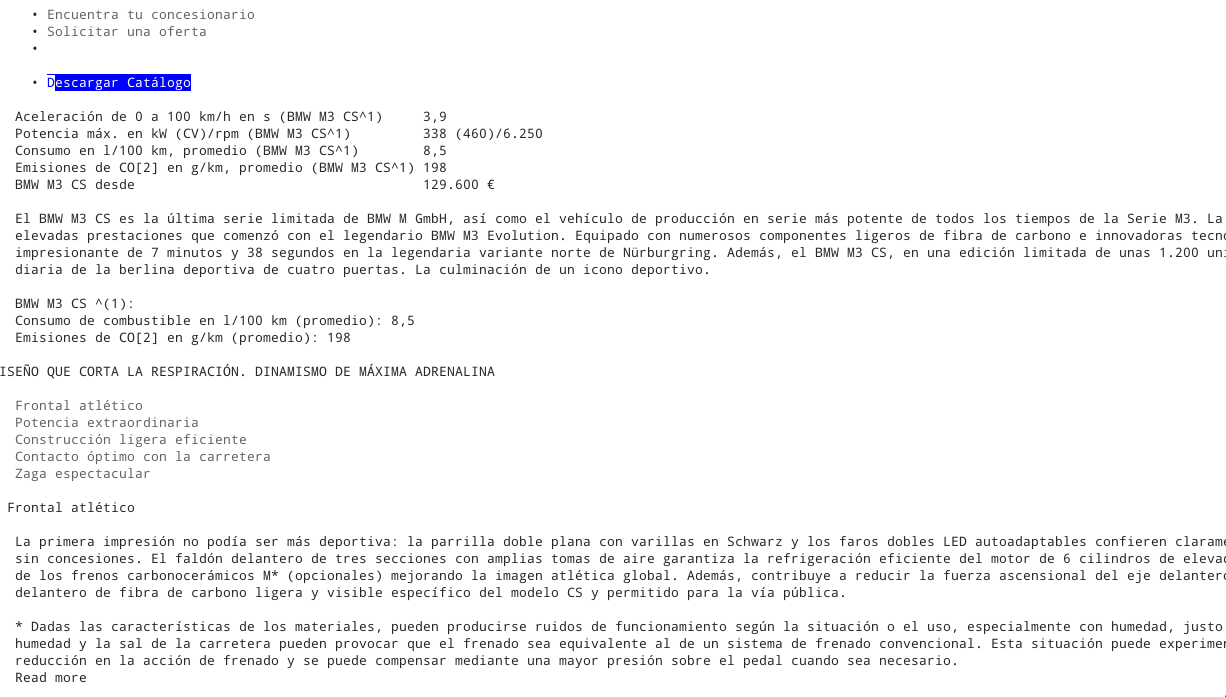 • Encuentra tu concesionario
• Solicitar una oferta
•
• Descargar Catálogo
Aceleración de 0 a 100 km/h en s (BMW M3 CS^1) 3,9
Potencia máx. en kW (CV)/rpm (BMW M3 CS^1) 338 (460)/6.250
Consumo en l/100 km, promedio (BMW M3 CS^1) 8,5
Emisiones de CO[2] en g/km, promedio (BMW M3 CS^1) 198
BMW M3 CS desde 129.600 €
El BMW M3 CS es la última serie limitada de BMW M GmbH, así como el vehículo de producción en serie más potente de todos los tiempos de la Serie M3. La
elevadas prestaciones que comenzó con el legendario BMW M3 Evolution. Equipado con numerosos componentes ligeros de fibra de carbono e innovadoras tecno
impresionante de 7 minutos y 38 segundos en la legendaria variante norte de Nürburgring. Además, el BMW M3 CS, en una edición limitada de unas 1.200 uni
diaria de la berlina deportiva de cuatro puertas. La culminación de un icono deportivo.
BMW M3 CS ^(1):
Consumo de combustible en l/100 km (promedio): 8,5
Emisiones de CO[2] en g/km (promedio): 198
ISEÑO QUE CORTA LA RESPIRACIÓN. DINAMISMO DE MÁXIMA ADRENALINA
Frontal atlético
Potencia extraordinaria
Construcción ligera eficiente
Contacto óptimo con la carretera
Zaga espectacular
Frontal atlético
La primera impresión no podía ser más deportiva: la parrilla doble plana con varillas en Schwarz y los faros dobles LED autoadaptables confieren clarame
sin concesiones. El faldón delantero de tres secciones con amplias tomas de aire garantiza la refrigeración eficiente del motor de 6 cilindros de eleva
de los frenos carbonocerámicos M* (opcionales) mejorando la imagen atlética global. Además, contribuye a reducir la fuerza ascensional del eje delantero
delantero de fibra de carbono ligera y visible específico del modelo CS y permitido para la vía pública.
* Dadas las características de los materiales, pueden producirse ruidos de funcionamiento según la situación o el uso, especialmente con humedad, justo
humedad y la sal de la carretera pueden provocar que el frenado sea equivalente al de un sistema de frenado convencional. Esta situación puede experimen
reducción en la acción de frenado y se puede compensar mediante una mayor presión sobre el pedal cuando sea necesario.
Read more